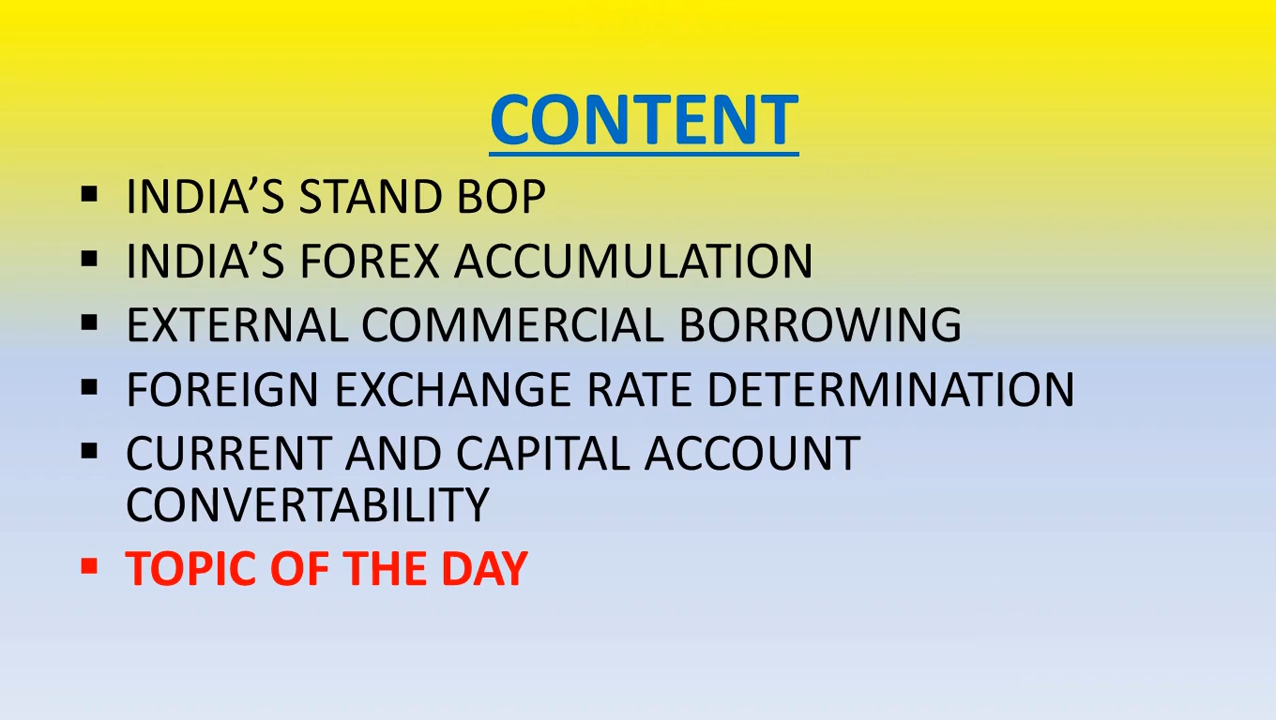 CONTENT
▪ INDIA’S STAND BOP
▪ INDIA’S FOREX ACCUMULATION
▪ EXTERNAL COMMERCIAL BORROWING
▪ FOREIGN EXCHANGE RATE DETERMINATION
▪ CURRENT AND CAPITAL ACCOUNT
CONVERTABILITY
▪ TOPIC OF THE DAY